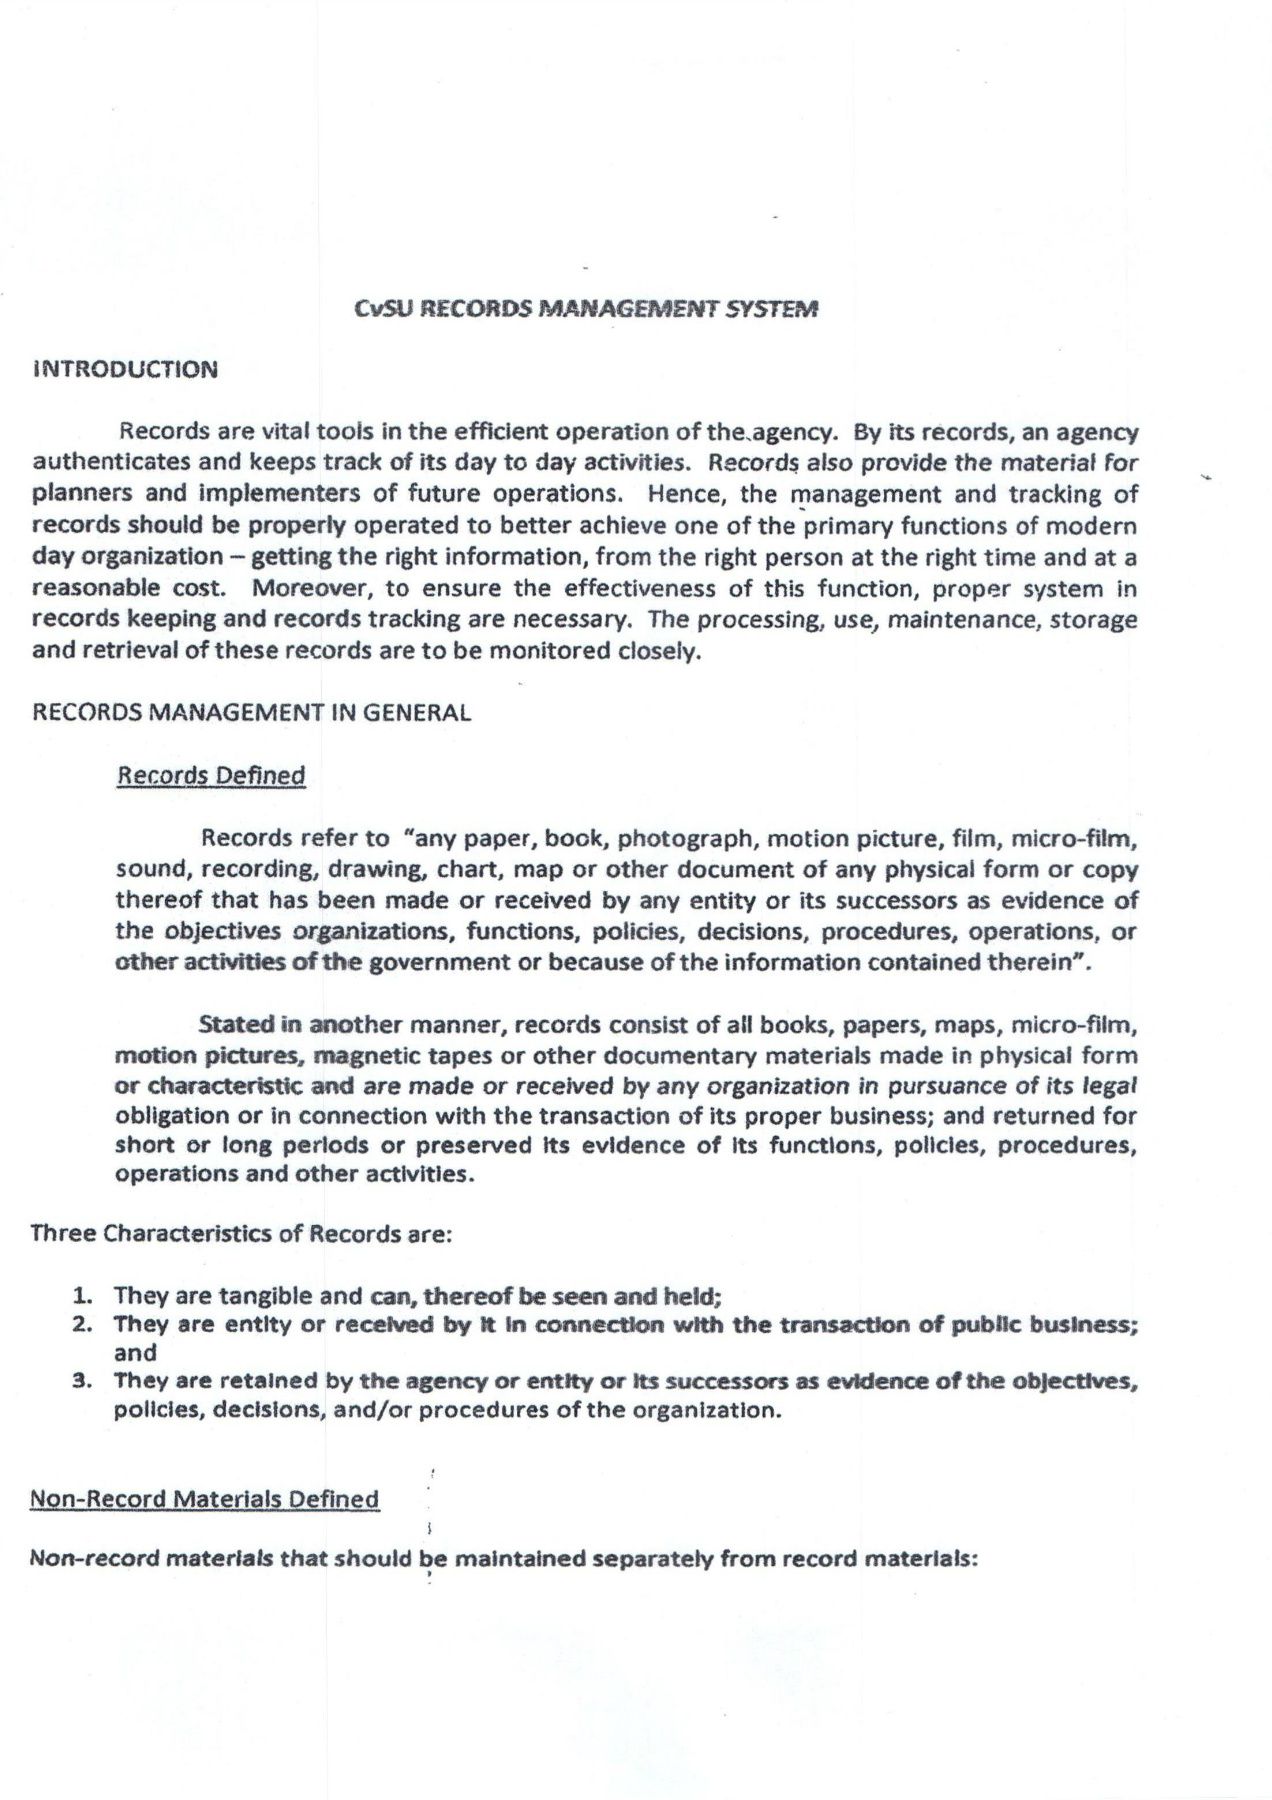 CvSU RECORDS MANAGEMENT SYSTEM
INTRODUCTION
Records are vital tools in the efficient operation of the agency. By its records, an agency
authenticates and keeps track of its day to day activities. Records also provide the material for
planners and implementers of future operations. Hence, the management and tracking of
records should be properly operated to better achieve one of the primary functions of modern
day organization – getting the right information, from the right person at the right time and at a
reasonable cost. Moreover, to ensure the effectiveness of this function, proper system in
records keeping and records tracking are necessary. The processing, use, maintenance, storage
and retrieval of these records are to be monitored closely.
RECORDS MANAGEMENT IN GENERAL
Records Defined
Records refer to "any paper, book, photograph, motion picture, film, micro-film,
sound, recording, drawing, chart, map or other document of any physical form or copy
thereof that has been made or received by any entity or its successors as evidence of
the objectives organizations, functions, policies, decisions, procedures, operations, or
other activities of the government or because of the information contained therein".
Stated in another manner, records consist of all books, papers, maps, micro-film,
motion pictures, magnetic tapes or other documentary materials made in physical form
or characteristic and are made or received by any organization in pursuance of its legal
obligation or in connection with the transaction of its proper business; and returned for
short or long periods or preserved its evidence of its functions, policies, procedures,
operations and other activities.
Three Characteristics of Records are:
1. They are tangible and can, thereof be seen and held;
2. They are entity or received by it in connection with the transaction of public business;
and
3. They are retained by the agency or entity or its successors as evidence of the objectives,
policies, decisions, and/or procedures of the organization.
Non-Record Materials Defined
Non-record materials that should be maintained separately from record materials: